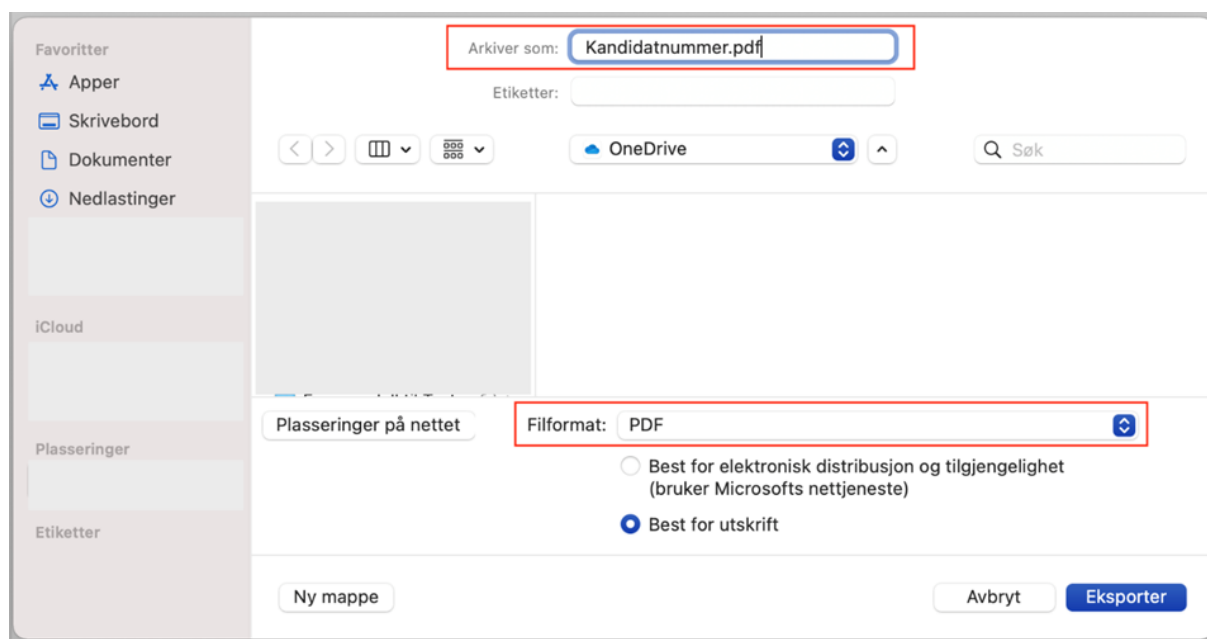 Favoritter
Apper
Skrivebord
Dokumenter
Nedlastinger
iCloud
Plasseringer
Etiketter
Arkiver som: Kandidatnummer.pdf
Etiketter:
OneDrive
Søk
Plasseringer på nettet
Filformat: PDF
Best for elektronisk distribusjon og tilgjengelighet
(bruker Microsofts nettjeneste)
Best for utskrift
Ny mappe
Avbryt
Eksporter